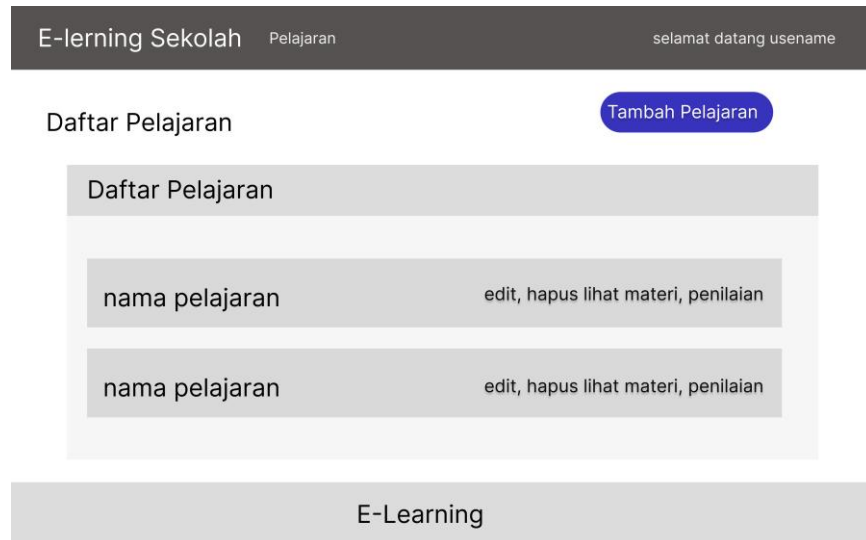 E-lerning Sekolah Pelajaran selamat datang usename
Daftar Pelajaran Tambah Pelajaran
Daftar Pelajaran
nama pelajaran edit, hapus lihat materi, penilaian
nama pelajaran edit, hapus lihat materi, penilaian
E-Learning